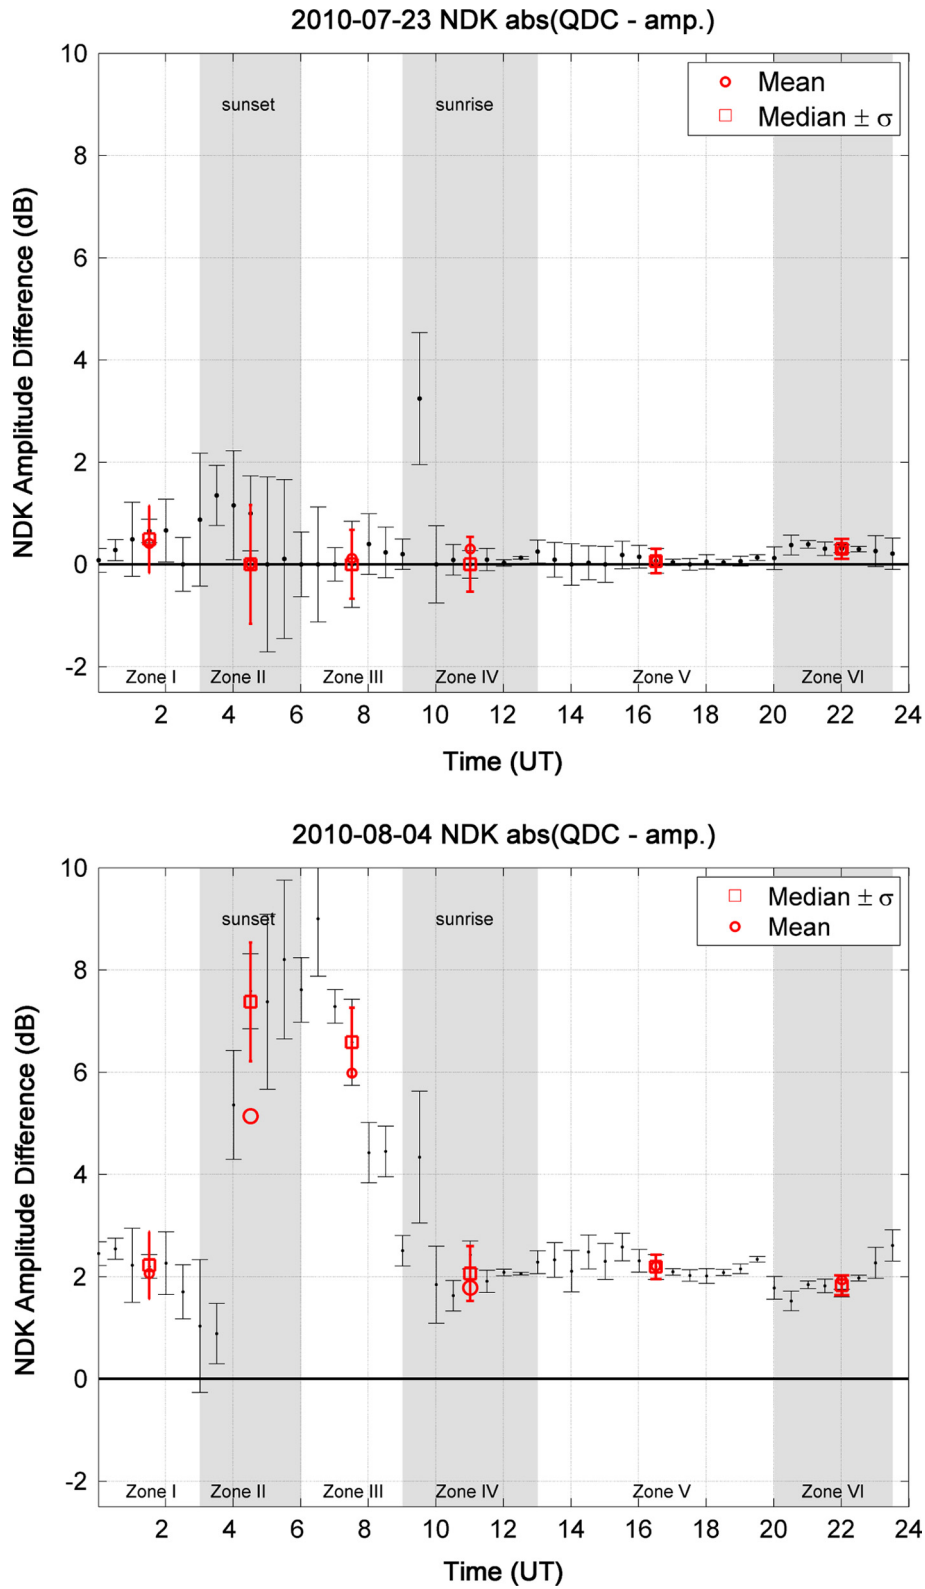 2010-07-23 NDK abs(QDC - amp.)
NDK Amplitude Difference (dB)
10
8
6
4
2
0
-2
sunset
sunrise
Mean
Median ± σ
Zone I
Zone II
Zone III
Zone IV
Zone V
Zone VI
2 4 6 8 10 12 14 16 18 20 22 24
Time (UT)
2010-08-04 NDK abs(QDC - amp.)
NDK Amplitude Difference (dB)
10
8
6
4
2
0
-2
sunset
sunrise
Median ± σ
Mean
Zone I
Zone II
Zone III
Zone IV
Zone V
Zone VI
2 4 6 8 10 12 14 16 18 20 22 24
Time (UT)